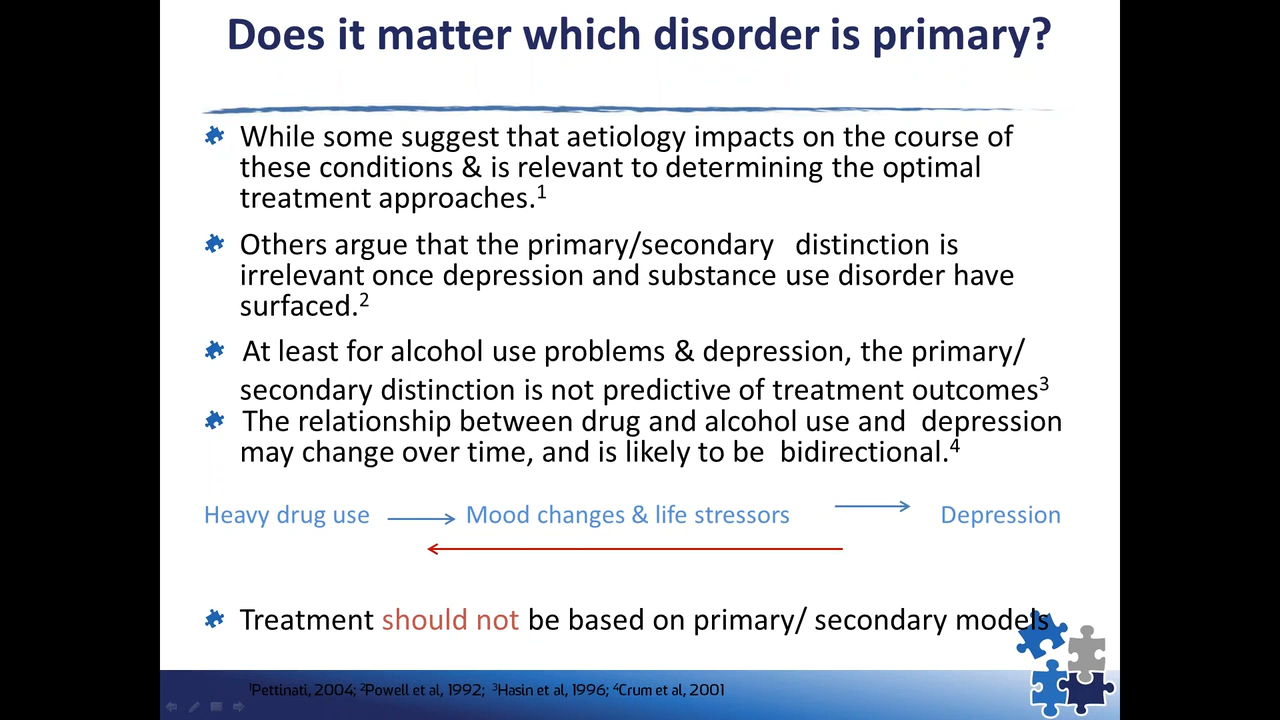 Does it matter which disorder is primary?
While some suggest that aetiology impacts on the course of
these conditions & is relevant to determining the optimal
treatment approaches.1
Others argue that the primary/secondary distinction is
irrelevant once depression and substance use disorder have
surfaced.2
At least for alcohol use problems & depression, the primary/
secondary distinction is not predictive of treatment outcomes3
The relationship between drug and alcohol use and depression
may change over time, and is likely to be bidirectional.4
Heavy drug use Mood changes & life stressors Depression
Treatment should not be based on primary/ secondary models
1Pettinati, 2004; 2Powell et al, 1992; 3Hasin et al, 1996; 4Crum et al, 2001